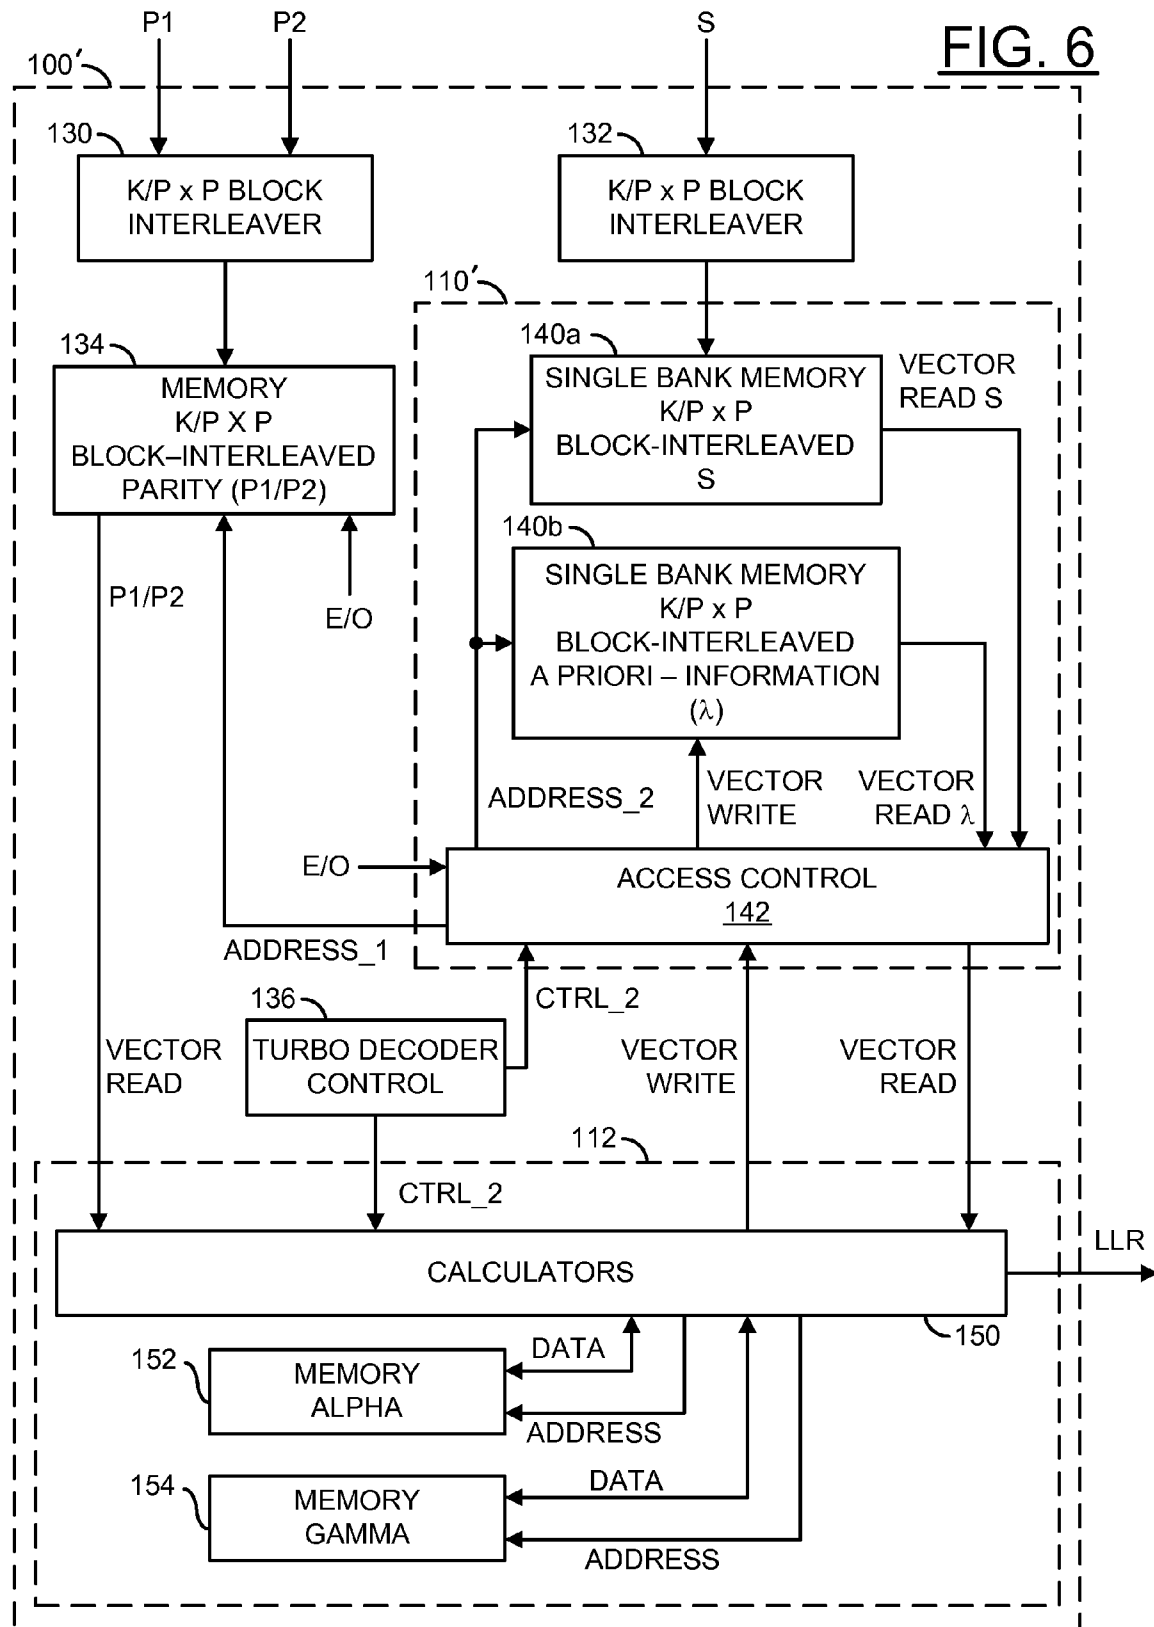 P1
P2
S
FIG. 6
100′
130
K/P x P BLOCK
INTERLEAVER
132
K/P x P BLOCK
INTERLEAVER
110′
134
MEMORY
K/P X P
BLOCK–INTERLEAVED
PARITY (P1/P2)
140a
SINGLE BANK MEMORY
K/P x P
BLOCK-INTERLEAVED
S
VECTOR
READ S
140b
SINGLE BANK MEMORY
K/P x P
BLOCK-INTERLEAVED
A PRIORI – INFORMATION
(λ)
P1/P2
E/O
ADDRESS_2
VECTOR
WRITE
VECTOR
READ λ
E/O
ACCESS CONTROL
142
ADDRESS_1
136
CTRL_2
TURBO DECODER
CONTROL
VECTOR
READ
VECTOR
WRITE
VECTOR
READ
112
CTRL_2
CALCULATORS
LLR
150
152
MEMORY
ALPHA
DATA
ADDRESS
154
MEMORY
GAMMA
DATA
ADDRESS